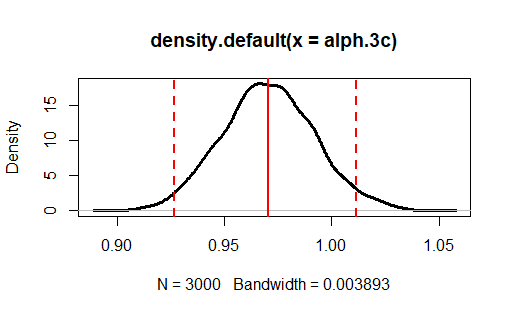 density.default(x = alph.3c)
Density
15
10
5
0
0.90 0.95 1.00 1.05
N = 3000 Bandwidth = 0.003893